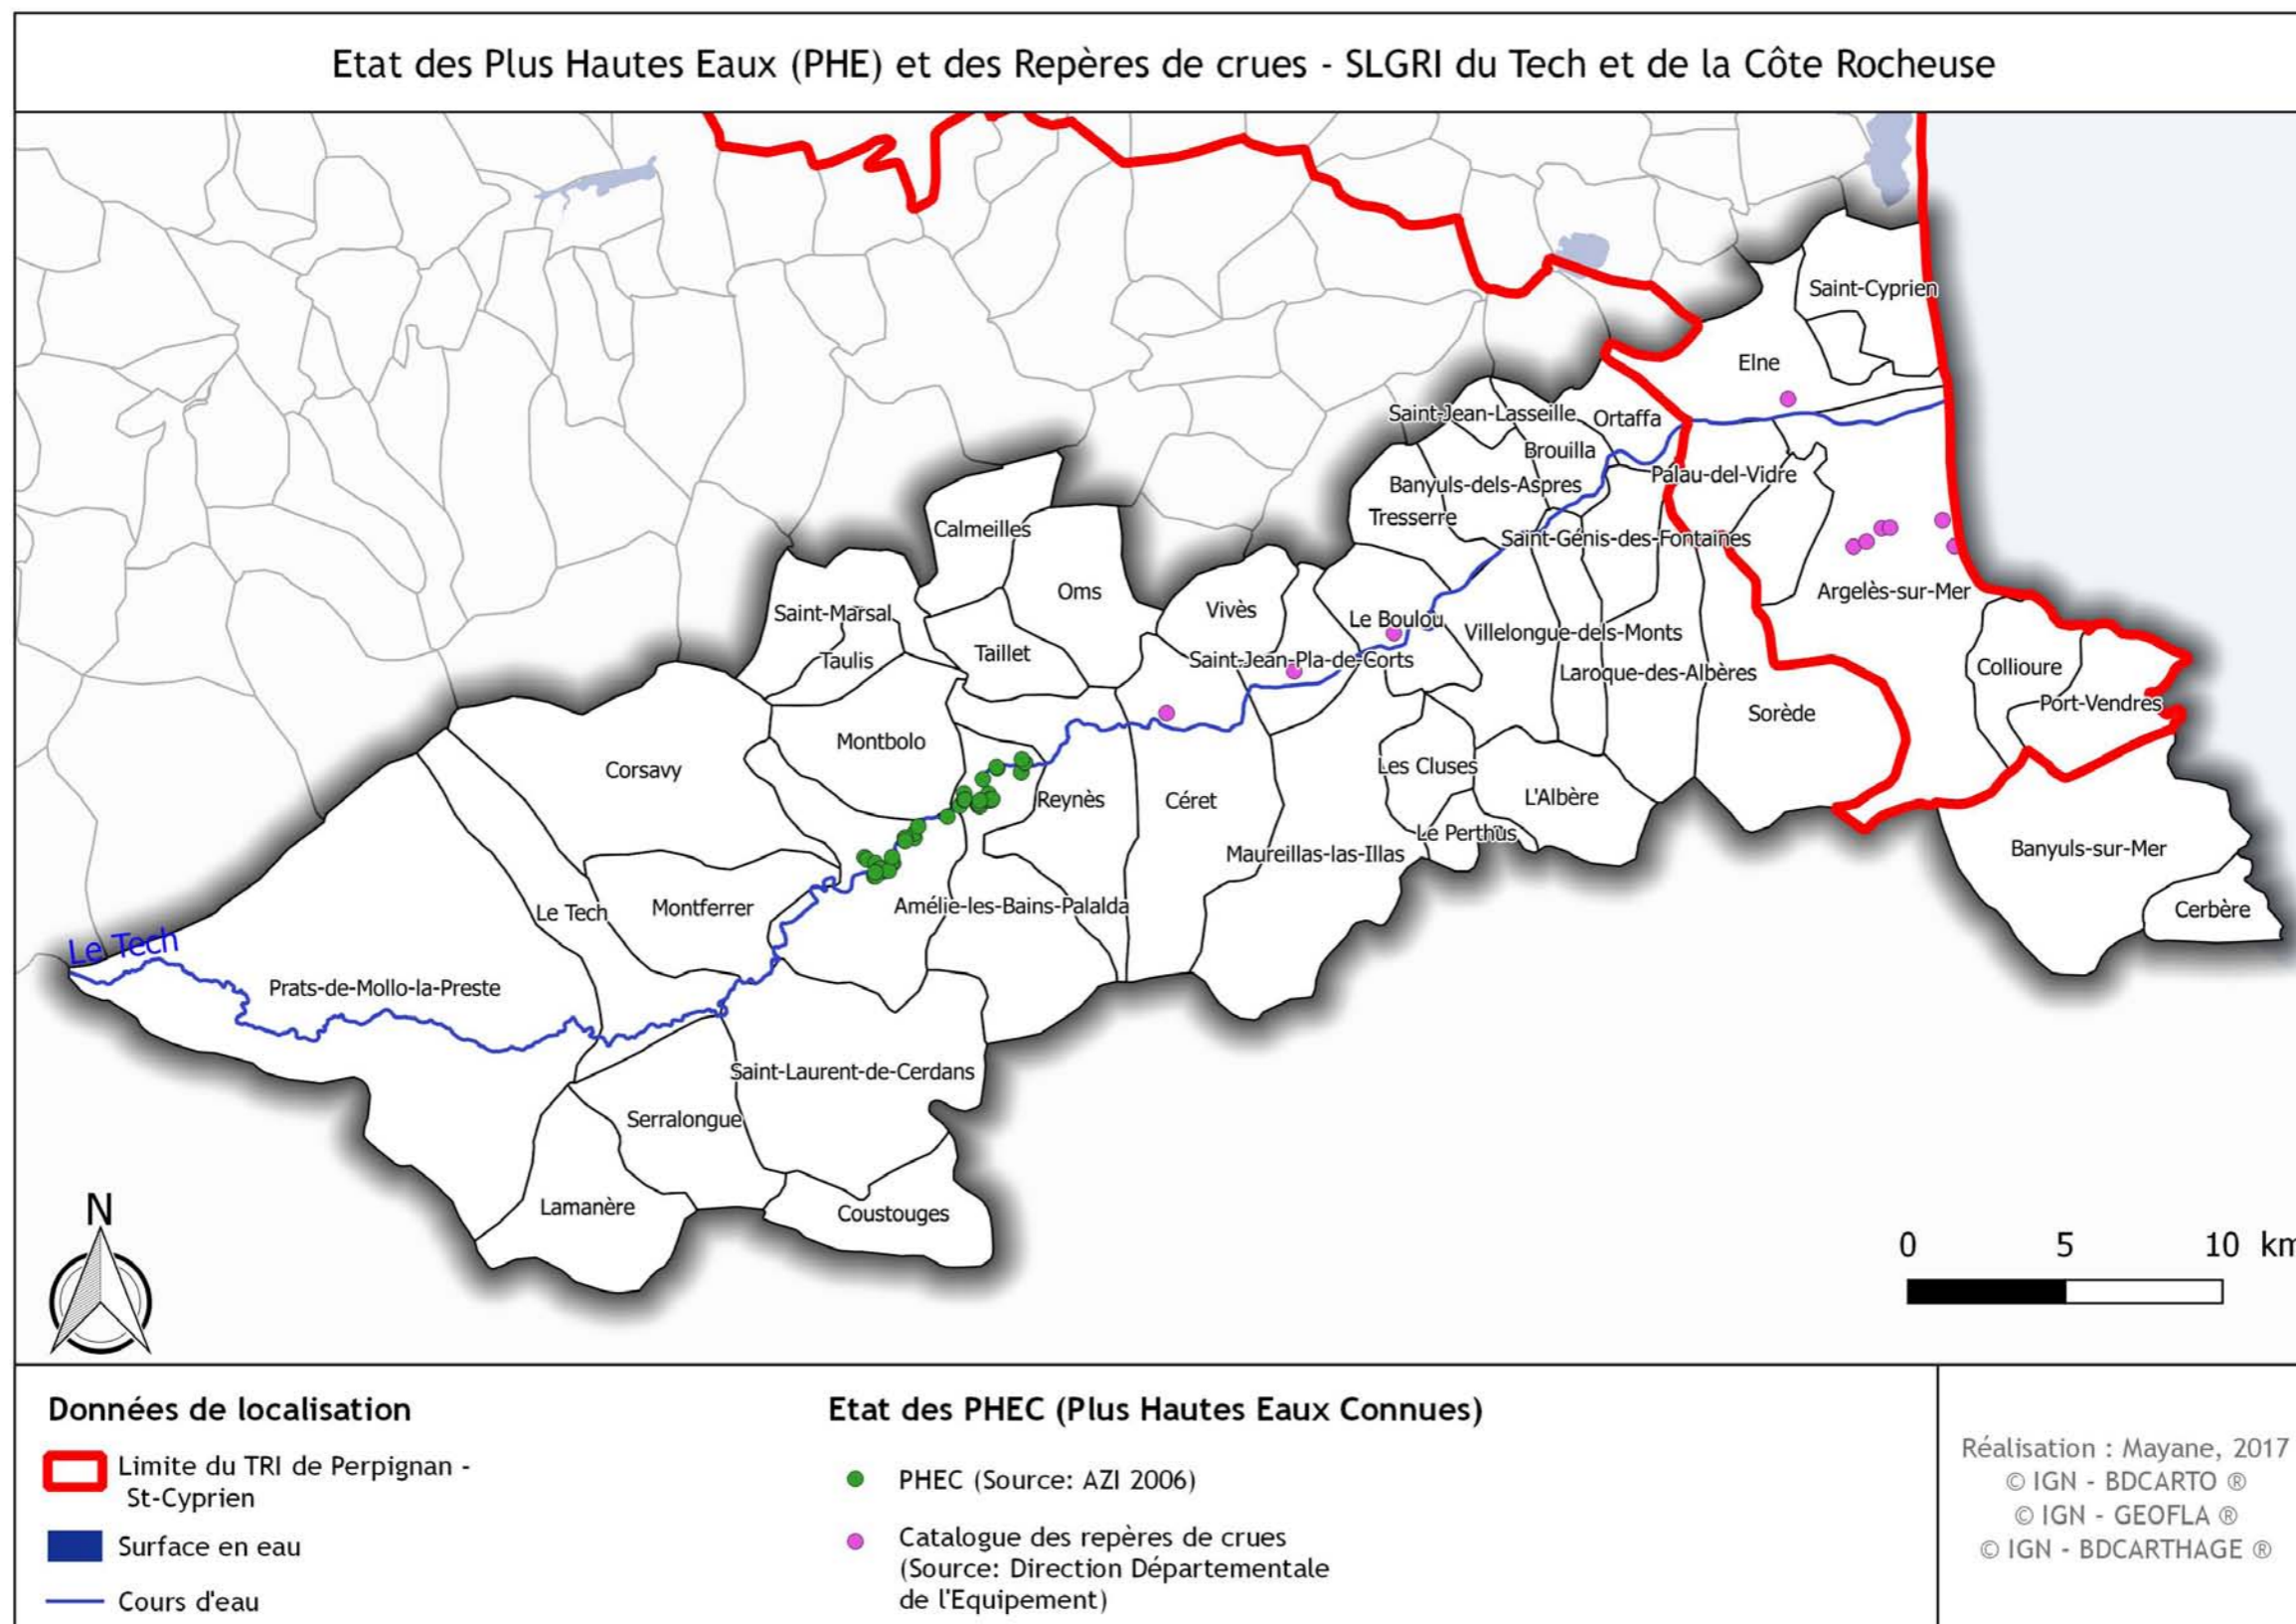 Etat des Plus Hautes Eaux (PHE) et des Repères de crues - SLGRI du Tech et de la Côte Rocheuse
Saint-Cyprien
Elne
Saint-Jean-Lasseille
Ortaffa
Brouilla
Palau-del-Vidre
Banyuls-dels-Aspres
Tresserre
Saint-Génis-des-Fontaines
Calmeilles
Oms
Argelès-sur-Mer
Saint-Marsal
Vivès
Le Boulou
Villelongue-dels-Monts
Taulis
Taillet
Saint-Jean-Pla-de-Corts
Laroque-des-Albères
Collioure
Port-Vendres
Sorède
Montbolo
Corsavy
Les Cluses
Reynès
Céret
L'Albère
Le Perthus
Maureillas-las-Illas
Banyuls-sur-Mer
Le Tech
Montferrer
Amélie-les-Bains-Palalda
Cerbère
Le Tech
Prats-de-Mollo-la-Preste
Saint-Laurent-de-Cerdans
Serralongue
Lamanère
Coustouges
N
0 5 10 km
Données de localisation
Limite du TRI de Perpignan -
St-Cyprien
Surface en eau
Cours d'eau
Etat des PHEC (Plus Hautes Eaux Connues)
PHEC (Source: AZI 2006)
Catalogue des repères de crues
(Source: Direction Départementale
de l'Equipement)
Réalisation : Mayane, 2017
© IGN - BDCARTO ®
© IGN - GEOFLA ®
© IGN - BDCARTHAGE ®